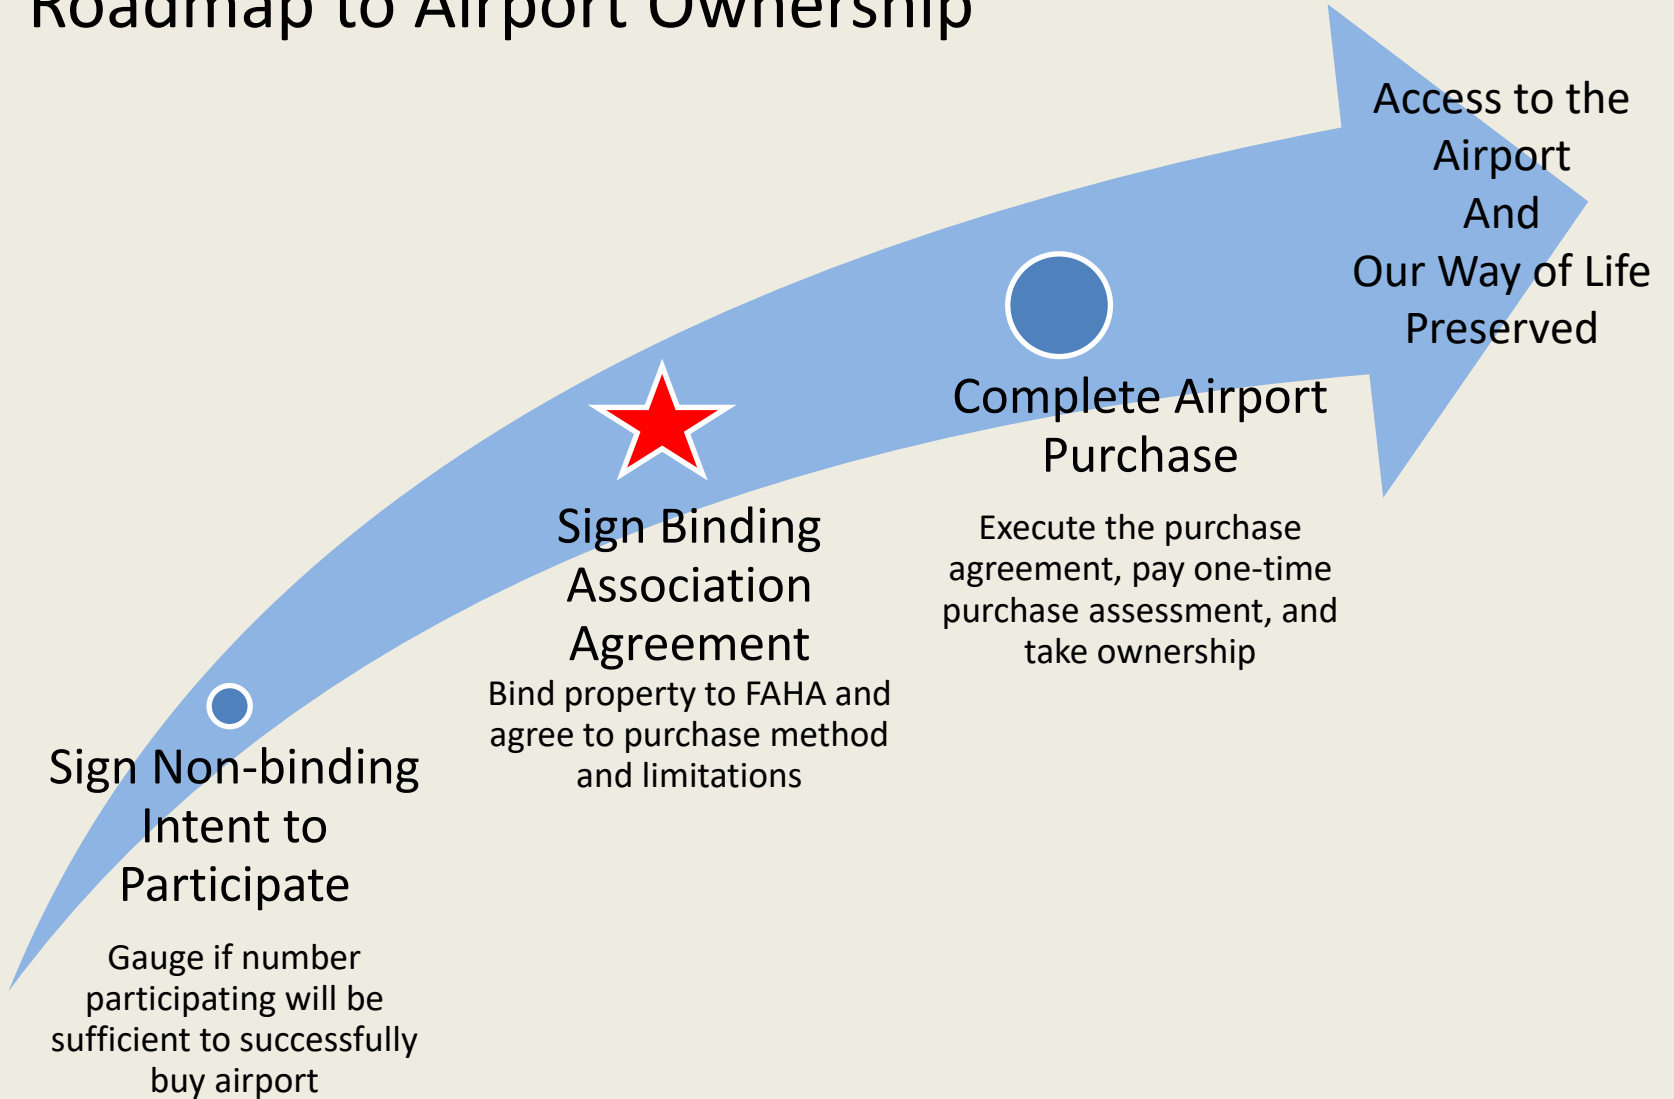 Roadmap to Airport Ownership
Access to the
Airport
And
Our Way of Life
Preserved
Complete Airport
Purchase
Execute the purchase
agreement, pay one-time
purchase assessment, and
take ownership
Sign Binding
Association
Agreement
Bind property to FAHA and
agree to purchase method
and limitations
Sign Non-binding
Intent to
Participate
Gauge if number
participating will be
sufficient to successfully
buy airport